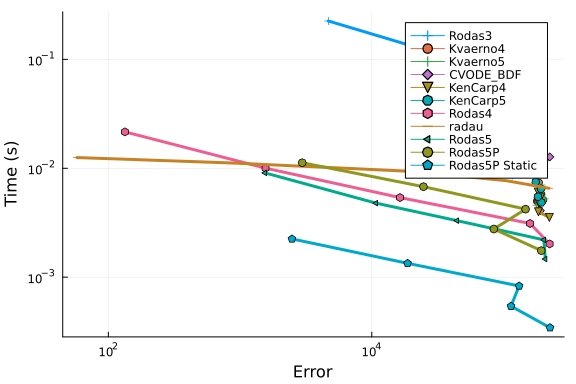 Rodas3
Kvaerno4
Kvaerno5
CVODE_BDF
KenCarp4
KenCarp5
Rodas4
radau
Rodas5
Rodas5P
Rodas5P Static
10⁻¹
10⁻²
10⁻³
Time (s)
10²
10⁴
Error